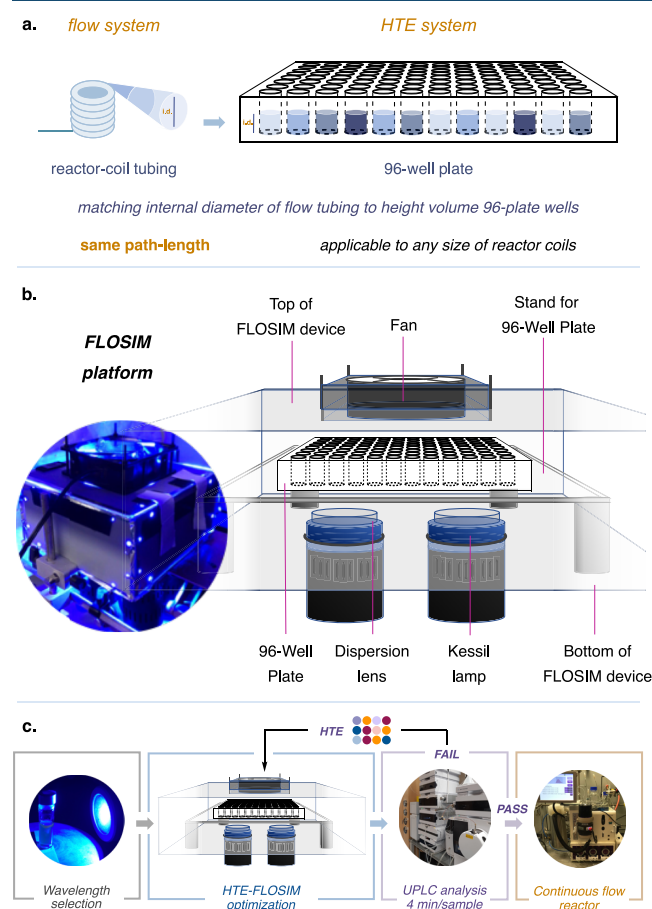 a.
flow system
HTE system
i.d.
i.d.
reactor-coil tubing
96-well plate
matching internal diameter of flow tubing to height volume 96-plate wells
same path-length
applicable to any size of reactor coils
b.
FLOSIM
platform
Top of
FLOSIM device
Fan
Stand for
96-Well Plate
96-Well
Plate
Dispersion
lens
Kessil
lamp
Bottom of
FLOSIM device
c.
HTE
FAIL
PASS
Wavelength
selection
HTE-FLOSIM
optimization
UPLC analysis
4 min/sample
Continuous flow
reactor